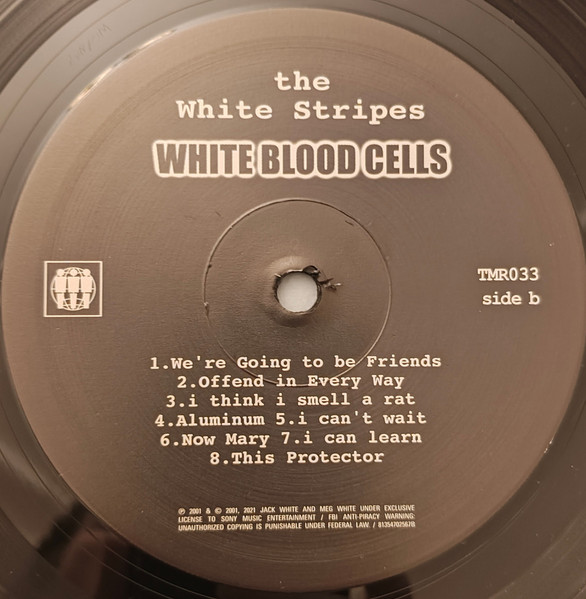 the
White Stripes
WHITE BLOOD CELLS
TMR033
side b
1.We're Going to be Friends
2.Offend in Every Way
3.i think i smell a rat
4.Aluminum 5.i can't wait
6.Now Mary 7.i can learn
8.This Protector
℗ 2001 & © 2001, 2021 JACK WHITE AND MEG WHITE UNDER EXCLUSIVE
LICENSE TO SONY MUSIC ENTERTAINMENT / FBI ANTI-PIRACY WARNING:
UNAUTHORIZED COPYING IS PUNISHABLE UNDER FEDERAL LAW. / 813547025678